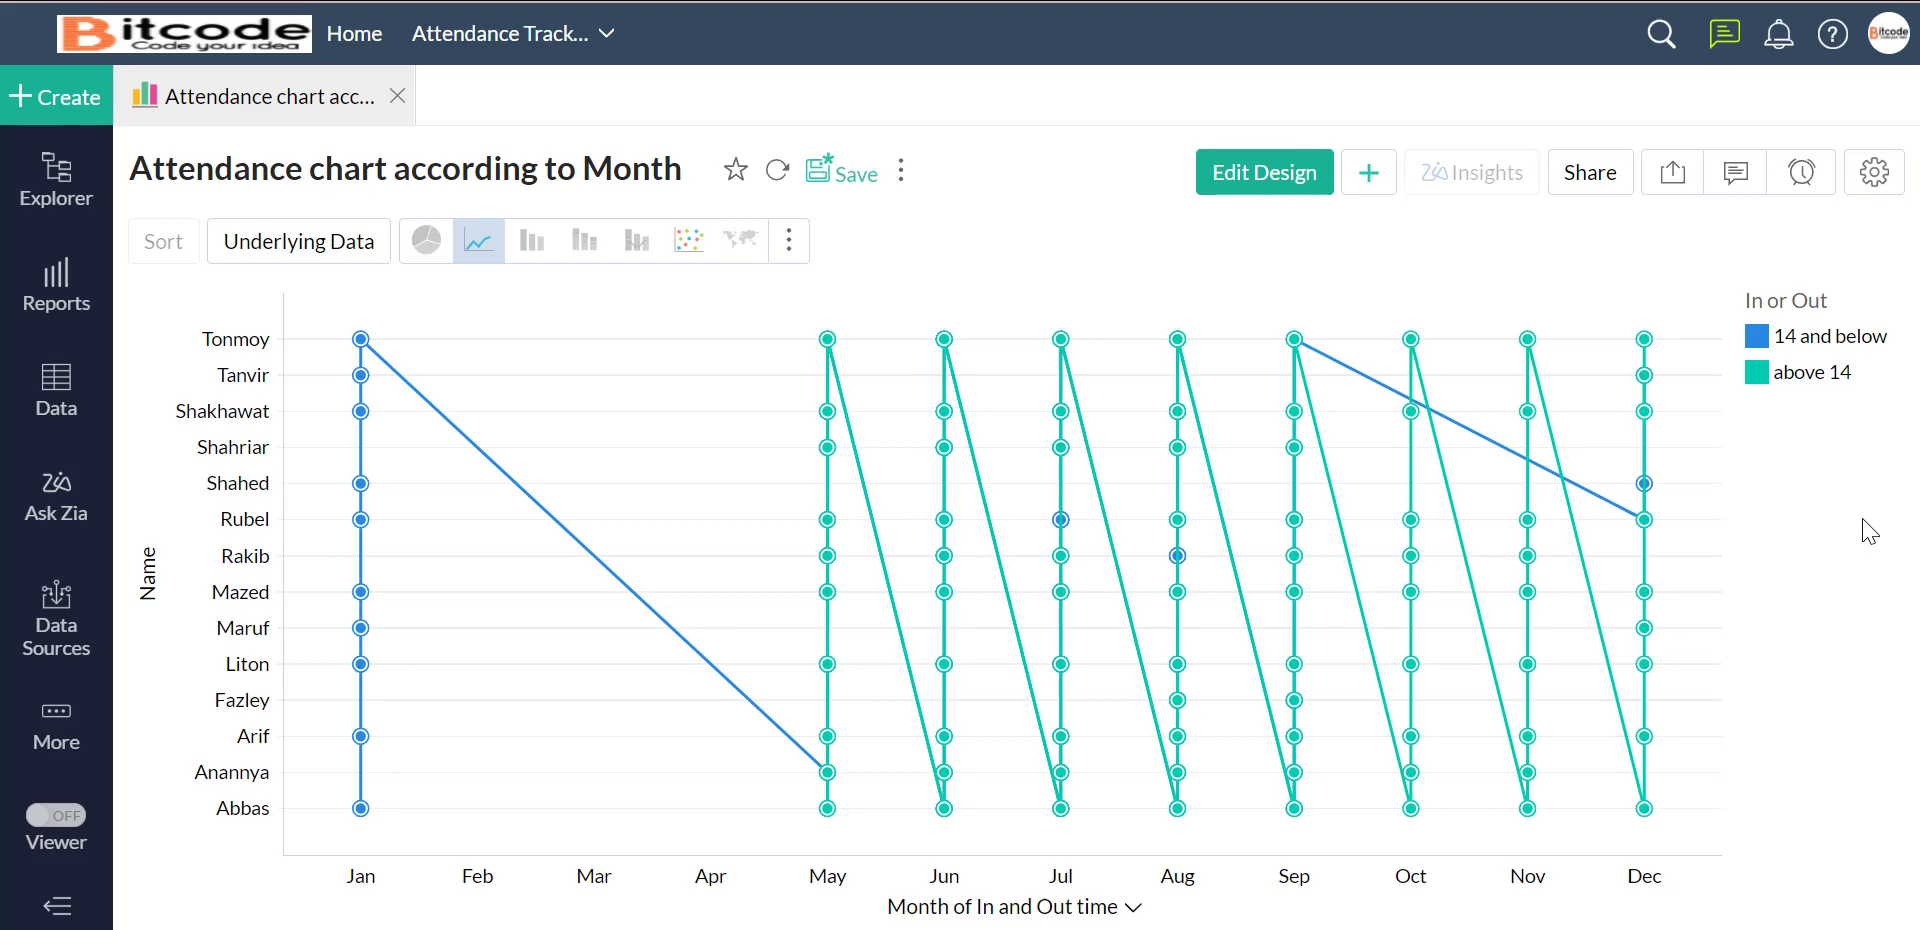 Bitcode
Code your idea
Home
Attendance Track...
Bitcode
+ Create
Attendance chart acc...
Explorer
Reports
Data
Ask Zia
Data
Sources
More
OFF
Viewer
Attendance chart according to Month
Save
Edit Design
+
Insights
Share
Sort
Underlying Data
In or Out
14 and below
above 14
Name
Tonmoy
Tanvir
Shakhawat
Shahriar
Shahed
Rubel
Rakib
Mazed
Maruf
Liton
Fazley
Arif
Anannya
Abbas
Jan Feb Mar Apr May Jun Jul Aug Sep Oct Nov Dec
Month of In and Out time